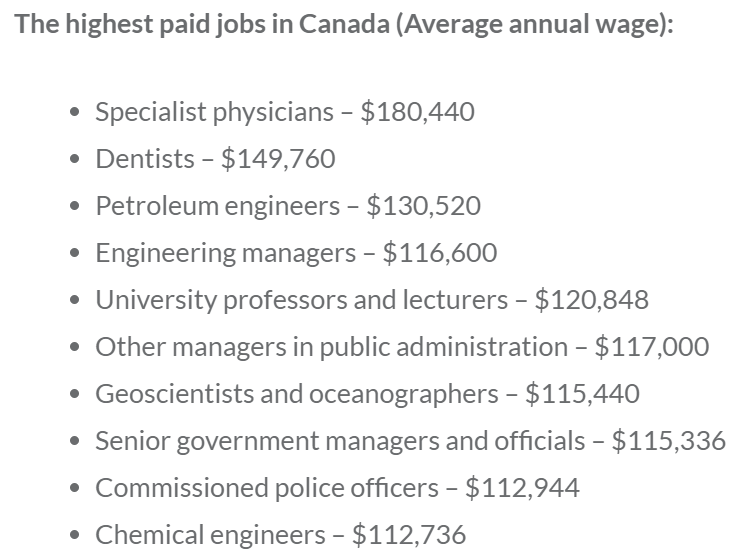 The highest paid jobs in Canada (Average annual wage):
• Specialist physicians – $180,440
• Dentists – $149,760
• Petroleum engineers – $130,520
• Engineering managers – $116,600
• University professors and lecturers – $120,848
• Other managers in public administration – $117,000
• Geoscientists and oceanographers – $115,440
• Senior government managers and officials – $115,336
• Commissioned police officers – $112,944
• Chemical engineers – $112,736